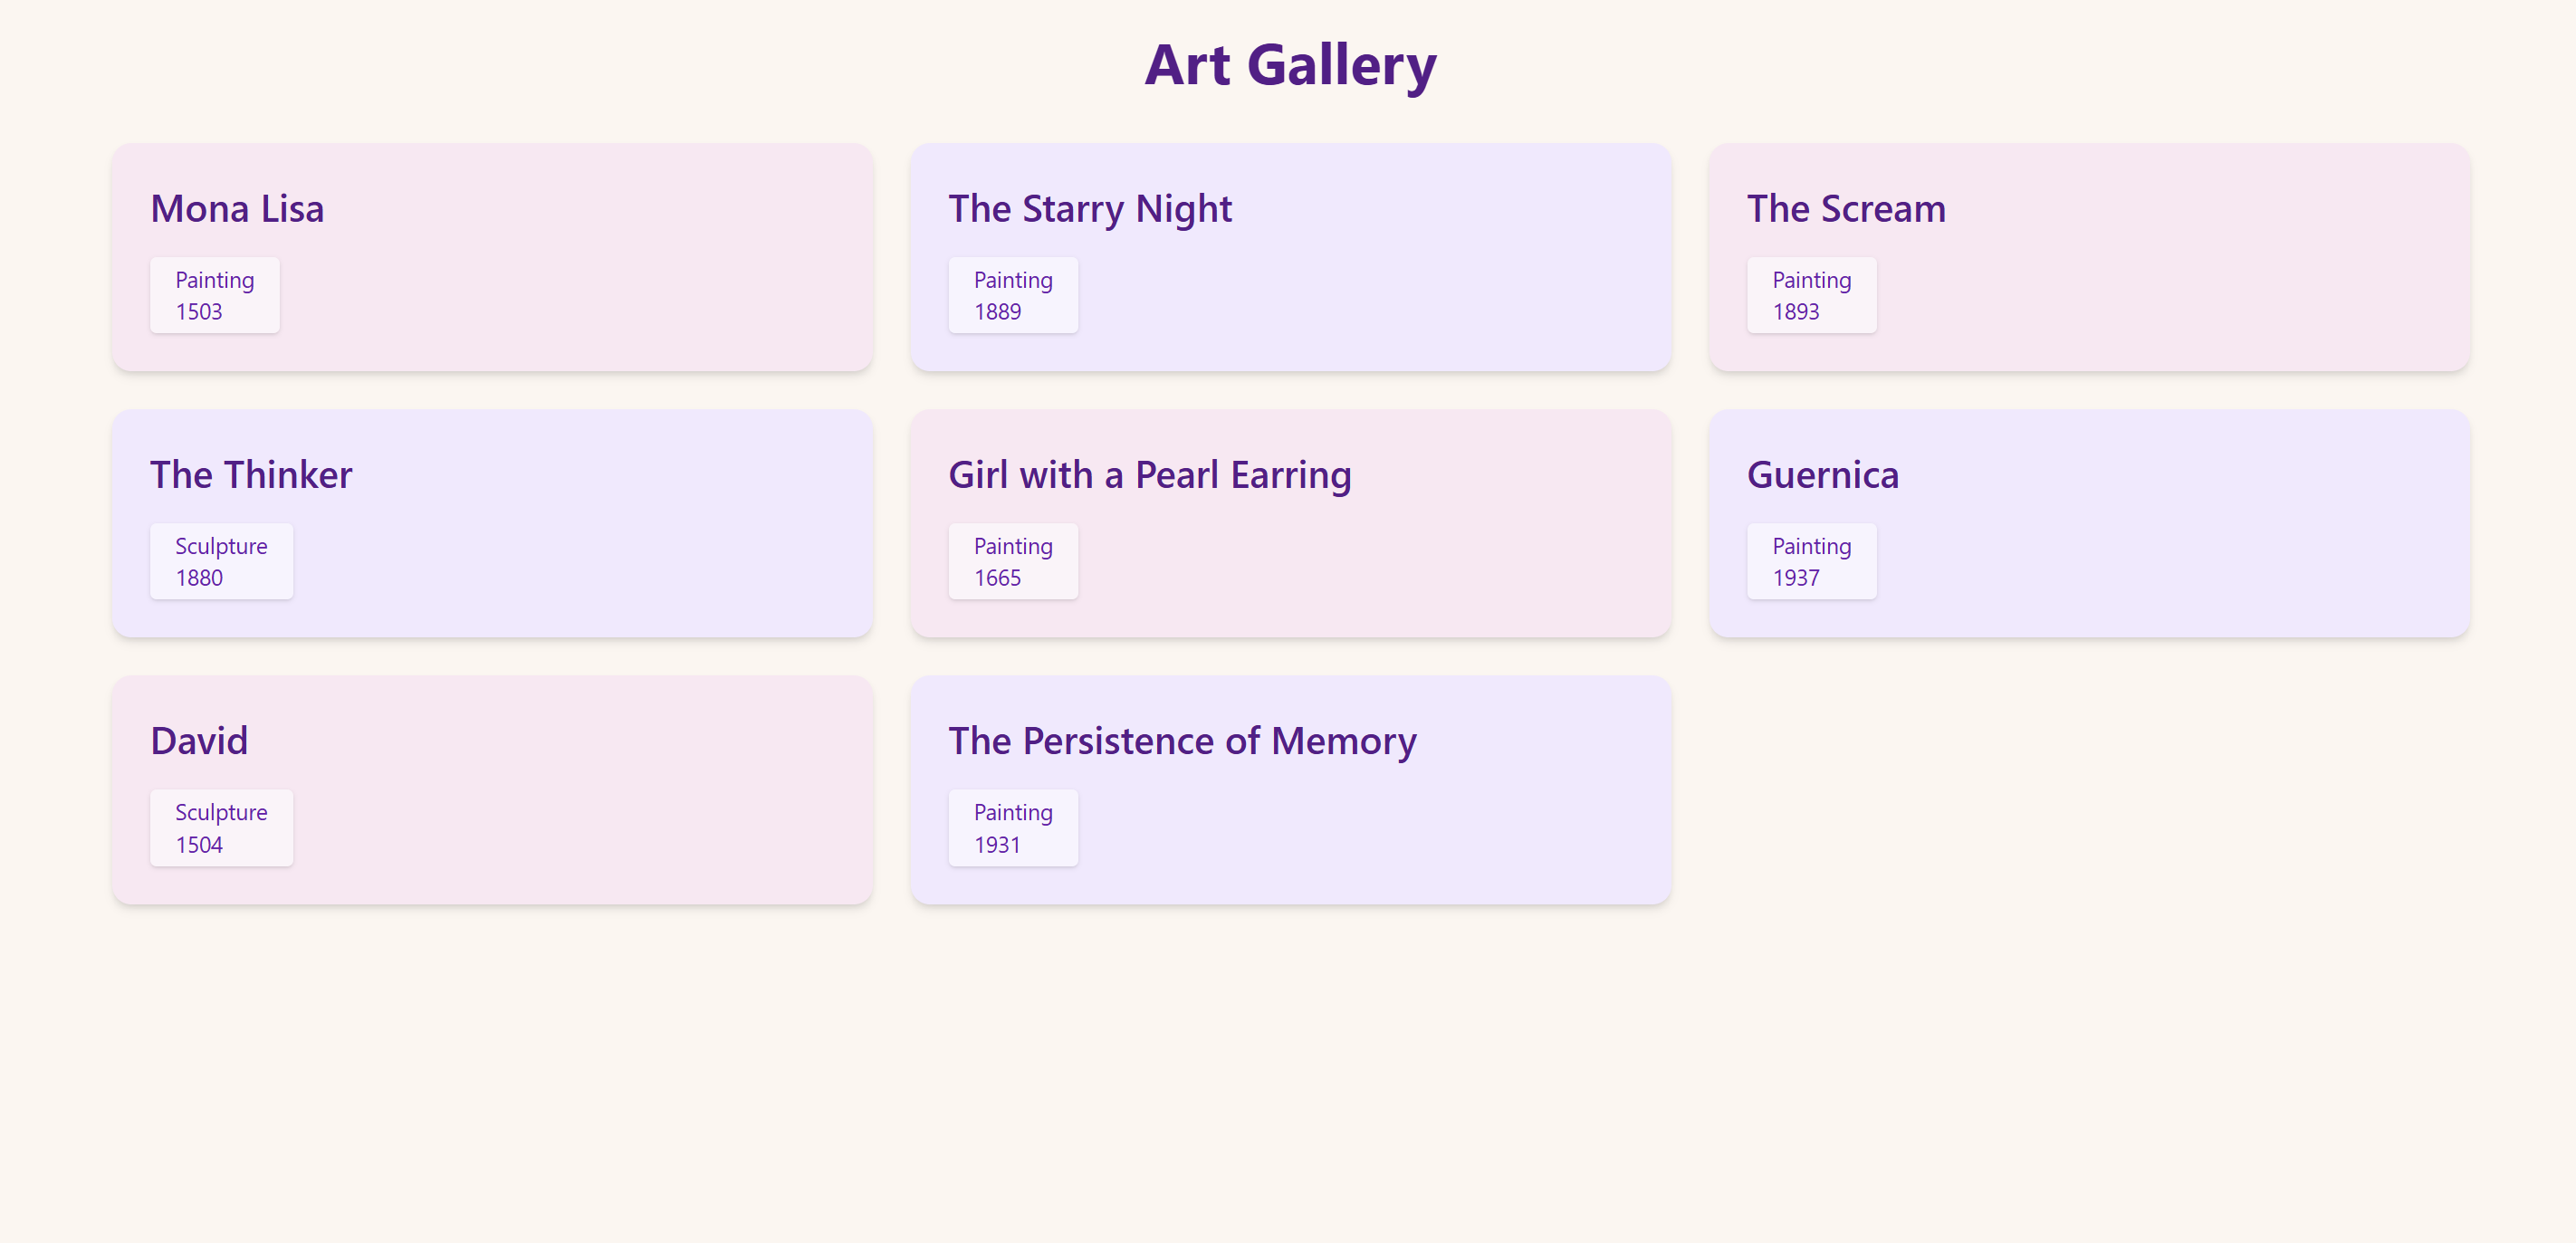 Art Gallery
Mona Lisa
Painting
1503
The Starry Night
Painting
1889
The Scream
Painting
1893
The Thinker
Sculpture
1880
Girl with a Pearl Earring
Painting
1665
Guernica
Painting
1937
David
Sculpture
1504
The Persistence of Memory
Painting
1931